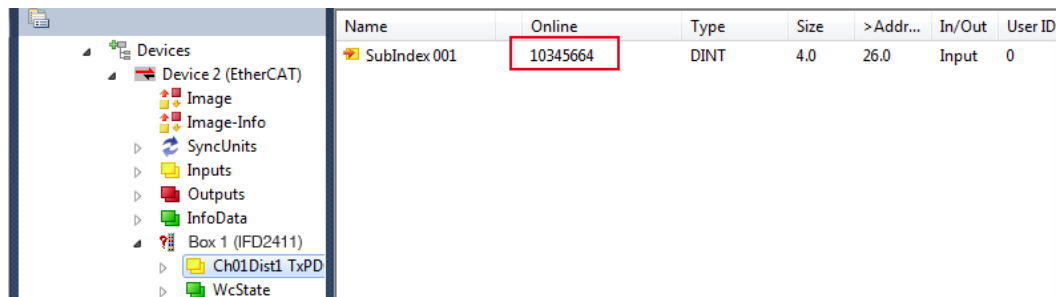 Devices
Device 2 (EtherCAT)
Image
Image-Info
SyncUnits
Inputs
Outputs
InfoData
Box 1 (IFD2411)
Ch01Dist1 TxPD
WcState
Name Online Type Size >Addr... In/Out User ID
SubIndex 001 10345664 DINT 4.0 26.0 Input 0